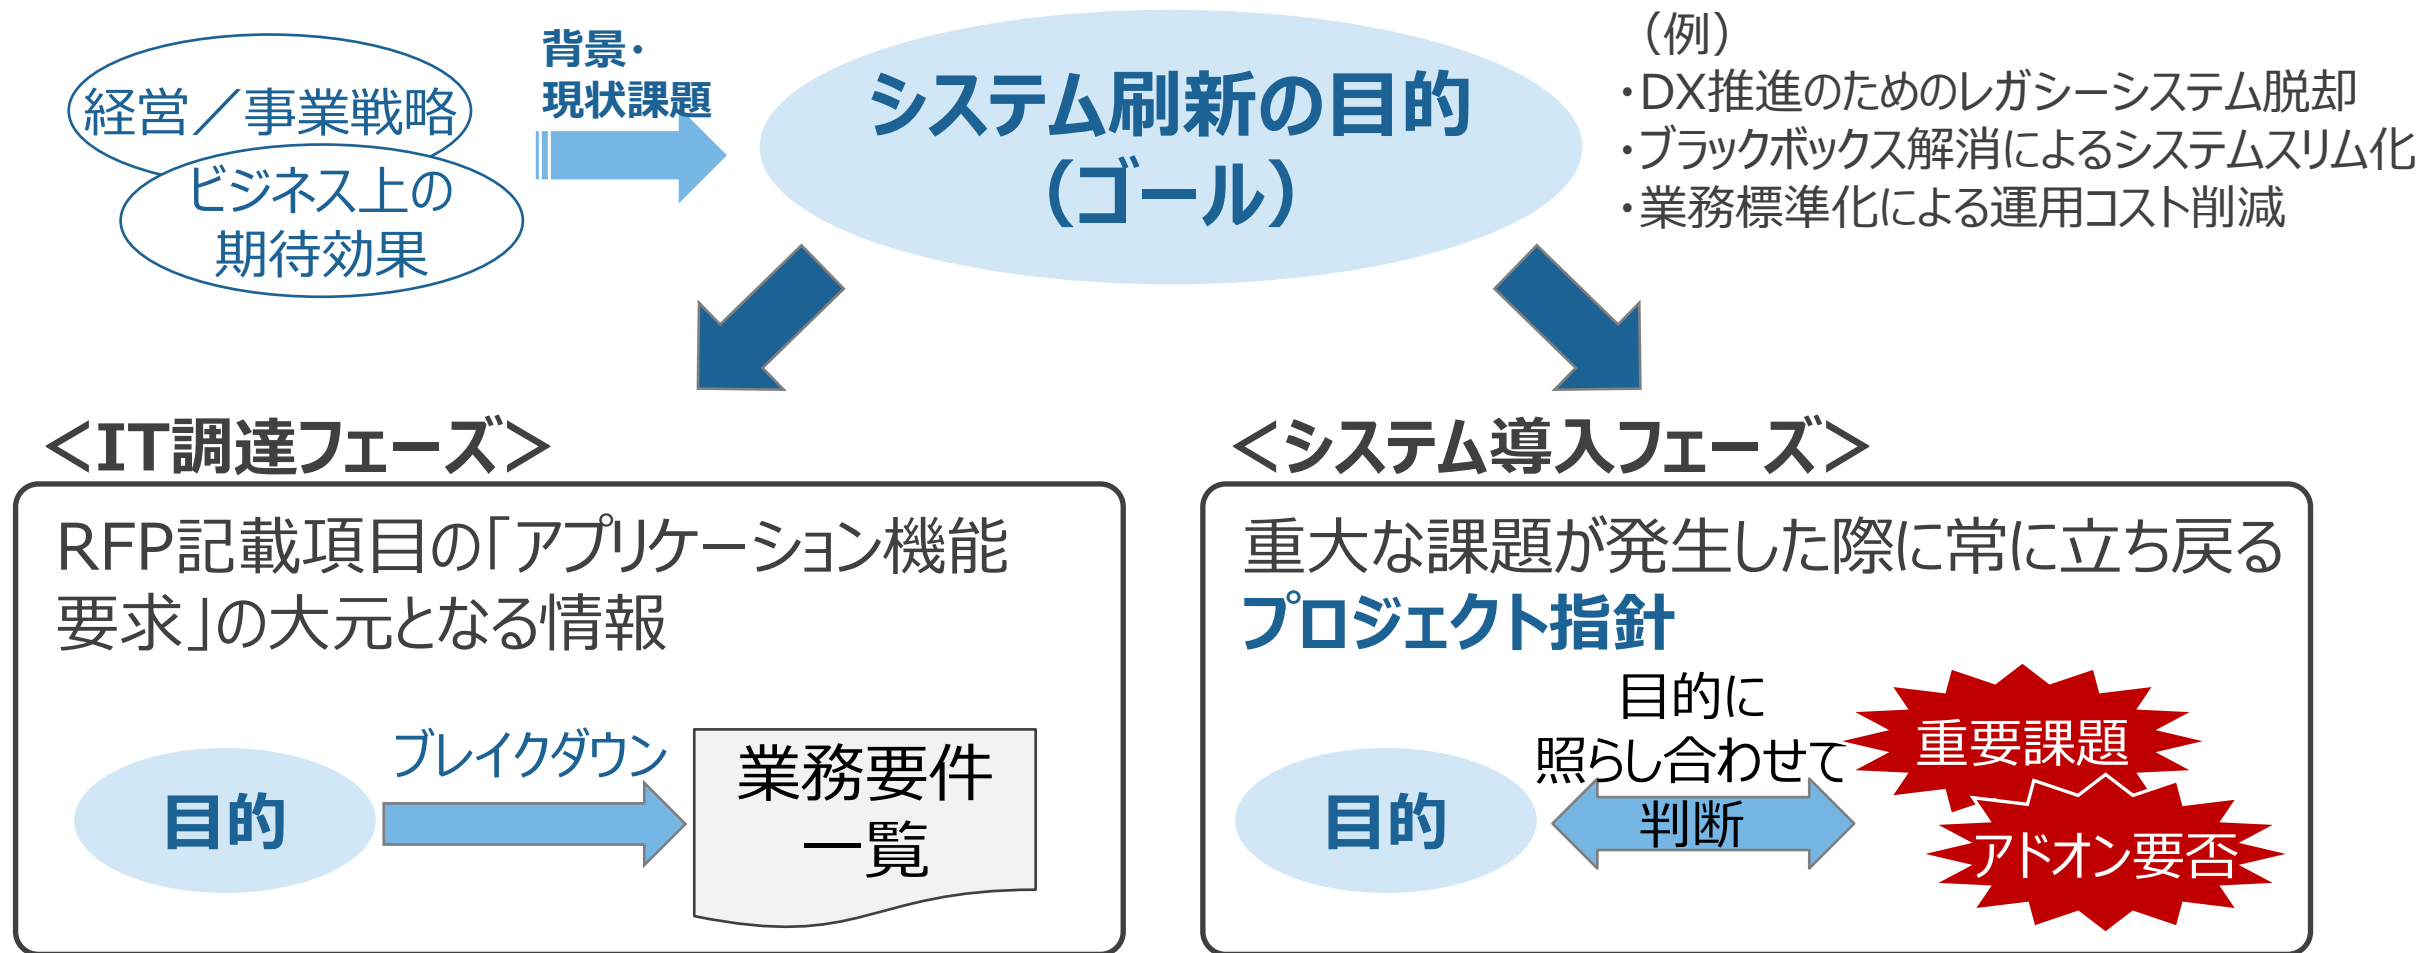 経営／事業戦略
ビジネス上の
期待効果
背景・
現状課題
システム刷新の目的
（ゴール）
（例）
・DX推進のためのレガシーシステム脱却
・ブラックボックス解消によるシステムスリム化
・業務標準化による運用コスト削減
＜IT調達フェーズ＞
RFP記載項目の「アプリケーション機能
要求」の大元となる情報
目的
ブレイクダウン
業務要件
一覧
＜システム導入フェーズ＞
重大な課題が発生した際に常に立ち戻る
プロジェクト指針
目的
目的に
照らし合わせて
判断
重要課題
アドオン要否